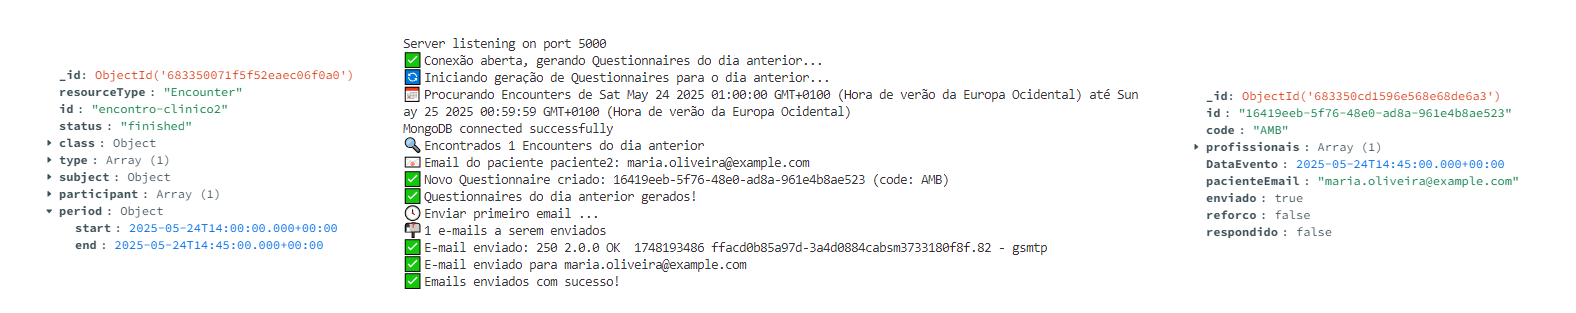 _id: ObjectId('683350071f5f52eaec06f0a0')
resourceType : "Encounter"
id : "encontro-clinico2"
status : "finished"
class : Object
type : Array (1)
subject : Object
participant : Array (1)
period : Object
start : 2025-05-24T14:00:00.000+00:00
end : 2025-05-24T14:45:00.000+00:00
Server listening on port 5000
✅ Conexão aberta, gerando Questionnaires do dia anterior...
🔄 Iniciando geração de Questionnaires para o dia anterior...
📅 Procurando Encounters de Sat May 24 2025 01:00:00 GMT+0100 (Hora de verão da Europa Ocidental) até Sun
ay 25 2025 00:59:59 GMT+0100 (Hora de verão da Europa Ocidental)
MongoDB connected successfully
🔍 Encontrados 1 Encounters do dia anterior
📧 Email do paciente paciente2: maria.oliveira@example.com
✅ Novo Questionnaire criado: 16419eeb-5f76-48e0-ad8a-961e4b8ae523 (code: AMB)
✅ Questionnaires do dia anterior gerados!
🕒 Enviar primeiro email ...
📬 1 e-mails a serem enviados
✅ E-mail enviado: 250 2.0.0 OK  1748193486 ffacd0b85a97d-3a4d0884cabsm3733180f8f.82 - gsmtp
✅ E-mail enviado para maria.oliveira@example.com
✅ Emails enviados com sucesso!
_id: ObjectId('683350cd1596e568e68de6a3')
id : "16419eeb-5f76-48e0-ad8a-961e4b8ae523"
code : "AMB"
profissionais : Array (1)
DataEvento : 2025-05-24T14:45:00.000+00:00
pacienteEmail : "maria.oliveira@example.com"
enviado : true
reforco : false
respondido : false